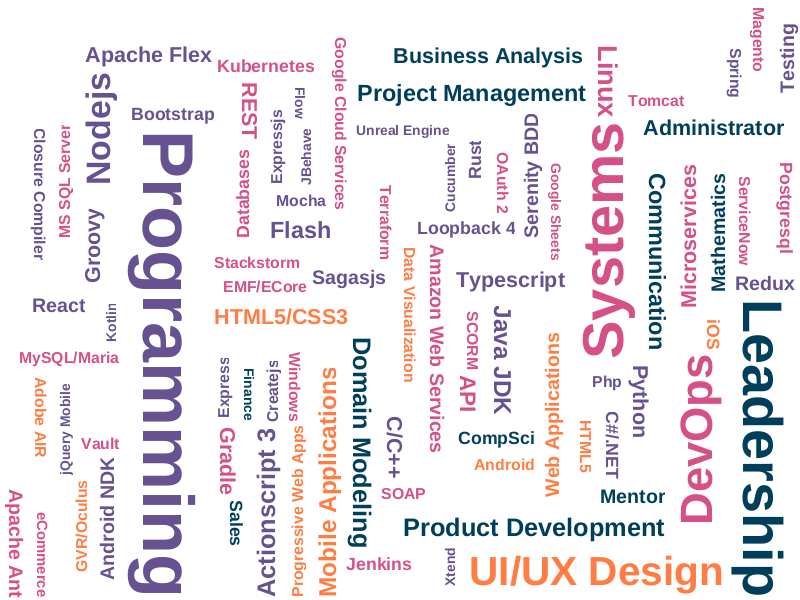 Apache Flex
Kubernetes
Google Cloud Services
Business Analysis
Linux
Spring
Magento
Testing
Nodejs
REST
Flow
Project Management
Tomcat
Bootstrap
Expressjs
JBehave
Unreal Engine
Administrator
Closure Compiler
MS SQL Server
Programming
Databases
Cucumber
Rust
OAuth 2
Serenity BDD
Google Sheets
Systems
Communication
Microservices
Mathematics
ServiceNow
Postgresql
Groovy
Mocha
Terraform
Flash
Loopback 4
Stackstorm
EMF/ECore
Sagasjs
Data Visualization
Amazon Web Services
Typescript
Redux
React
Kotlin
HTML5/CSS3
SCORM
Java JDK
SOI
Leadership
MySQL/Maria
Espresso
Finance
Createjs
Windows
Domain Modeling
API
Web Applications
Php
Python
DevOps
Adobe AIR
jQuery Mobile
Mobile Applications
Vault
Gradle
Actionscript 3
Progressive Web Apps
C/C++
CompSci
Android
HTML5
C#/.NET
GVR/Oculus
Android NDK
SOAP
Mentor
Apache Ant
eCommerce
Sales
Product Development
Jenkins
Xtend
UI/UX Design